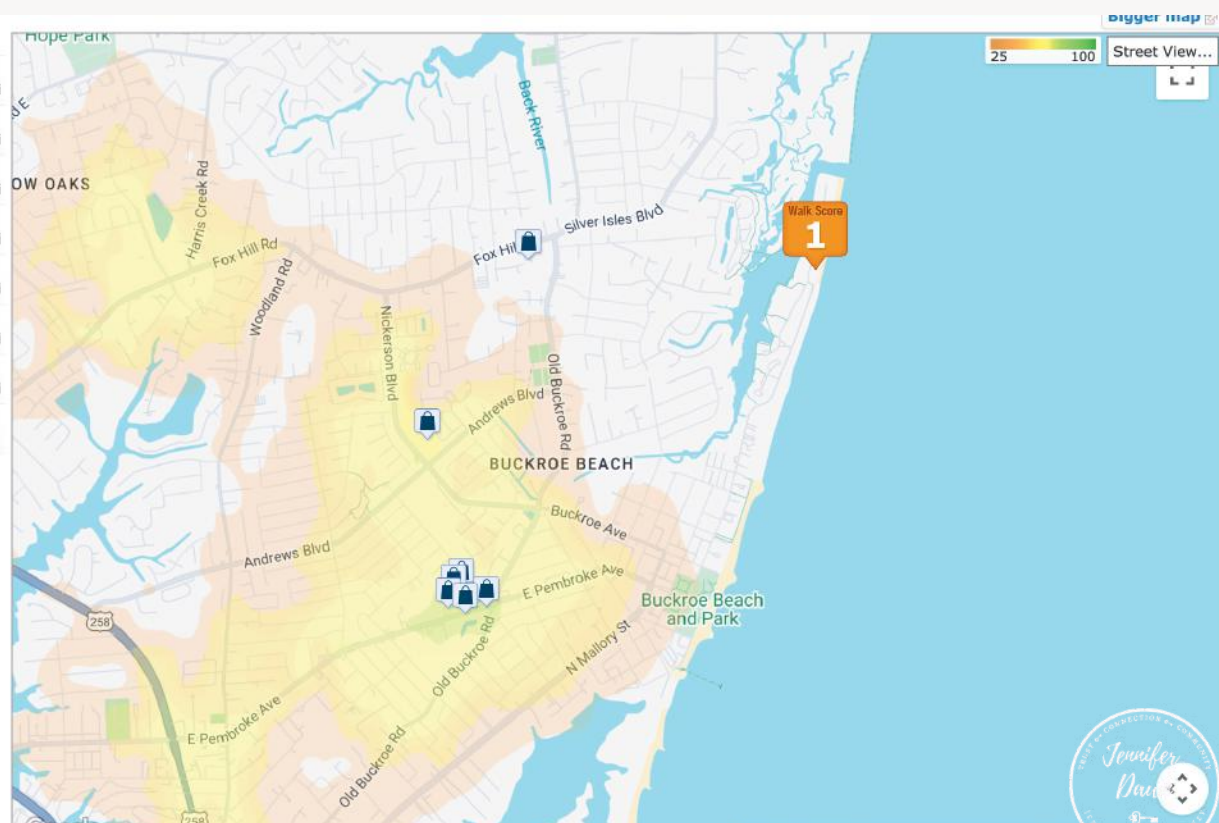 Bigger map
Hope Park
25 100
Street View...
Back River
OW OAKS
Harris Creek Rd
Walk Score
1
Silver Isles Blvd
Fox Hill Rd
Fox Hil
Woodland Rd
Nickerson Blvd
Old Buckroe Rd
Andrews Blvd
BUCKROE BEACH
Buckroe Ave
Andrews Blvd
E Pembroke Ave
Buckroe Beach
and Park
258
N Mallory St
Old Buckroe Rd
E Pembroke Ave
Old Buckroe Rd
258
CONNECTION
COMMUNITY
Jennifer